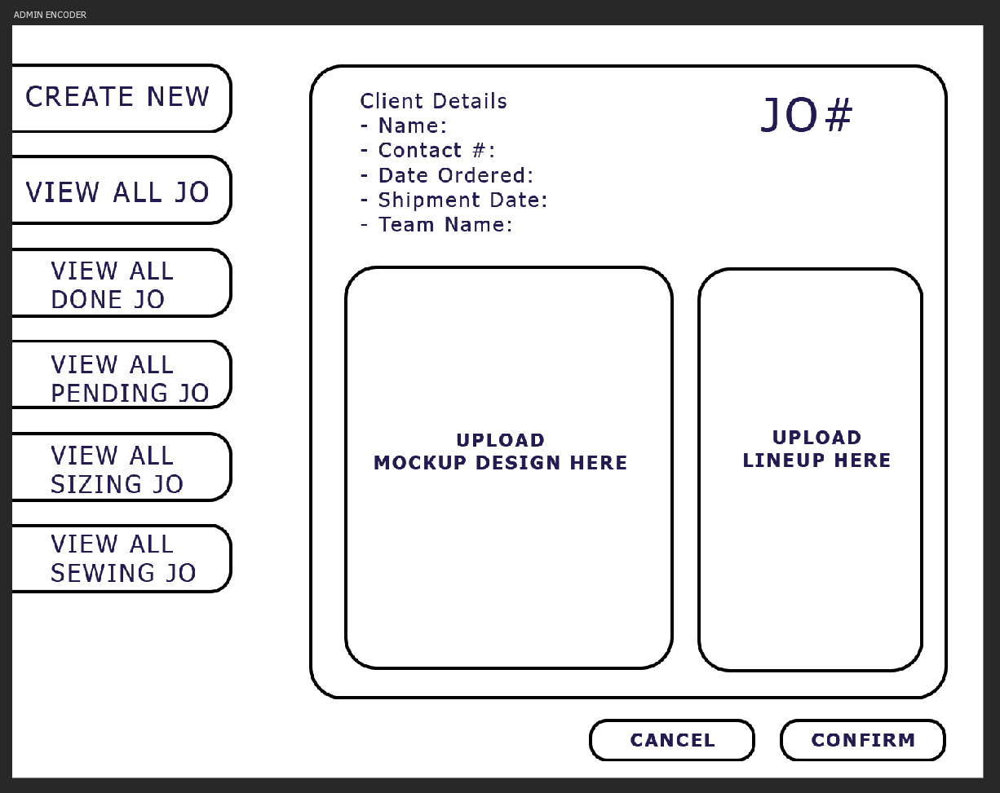 ADMIN ENCODER
CREATE NEW
VIEW ALL JO
VIEW ALL
DONE JO
VIEW ALL
PENDING JO
VIEW ALL
SIZING JO
VIEW ALL
SEWING JO
Client Details
- Name:
- Contact #:
- Date Ordered:
- Shipment Date:
- Team Name:
JO#
UPLOAD
MOCKUP DESIGN HERE
UPLOAD
LINEUP HERE
CANCEL
CONFIRM